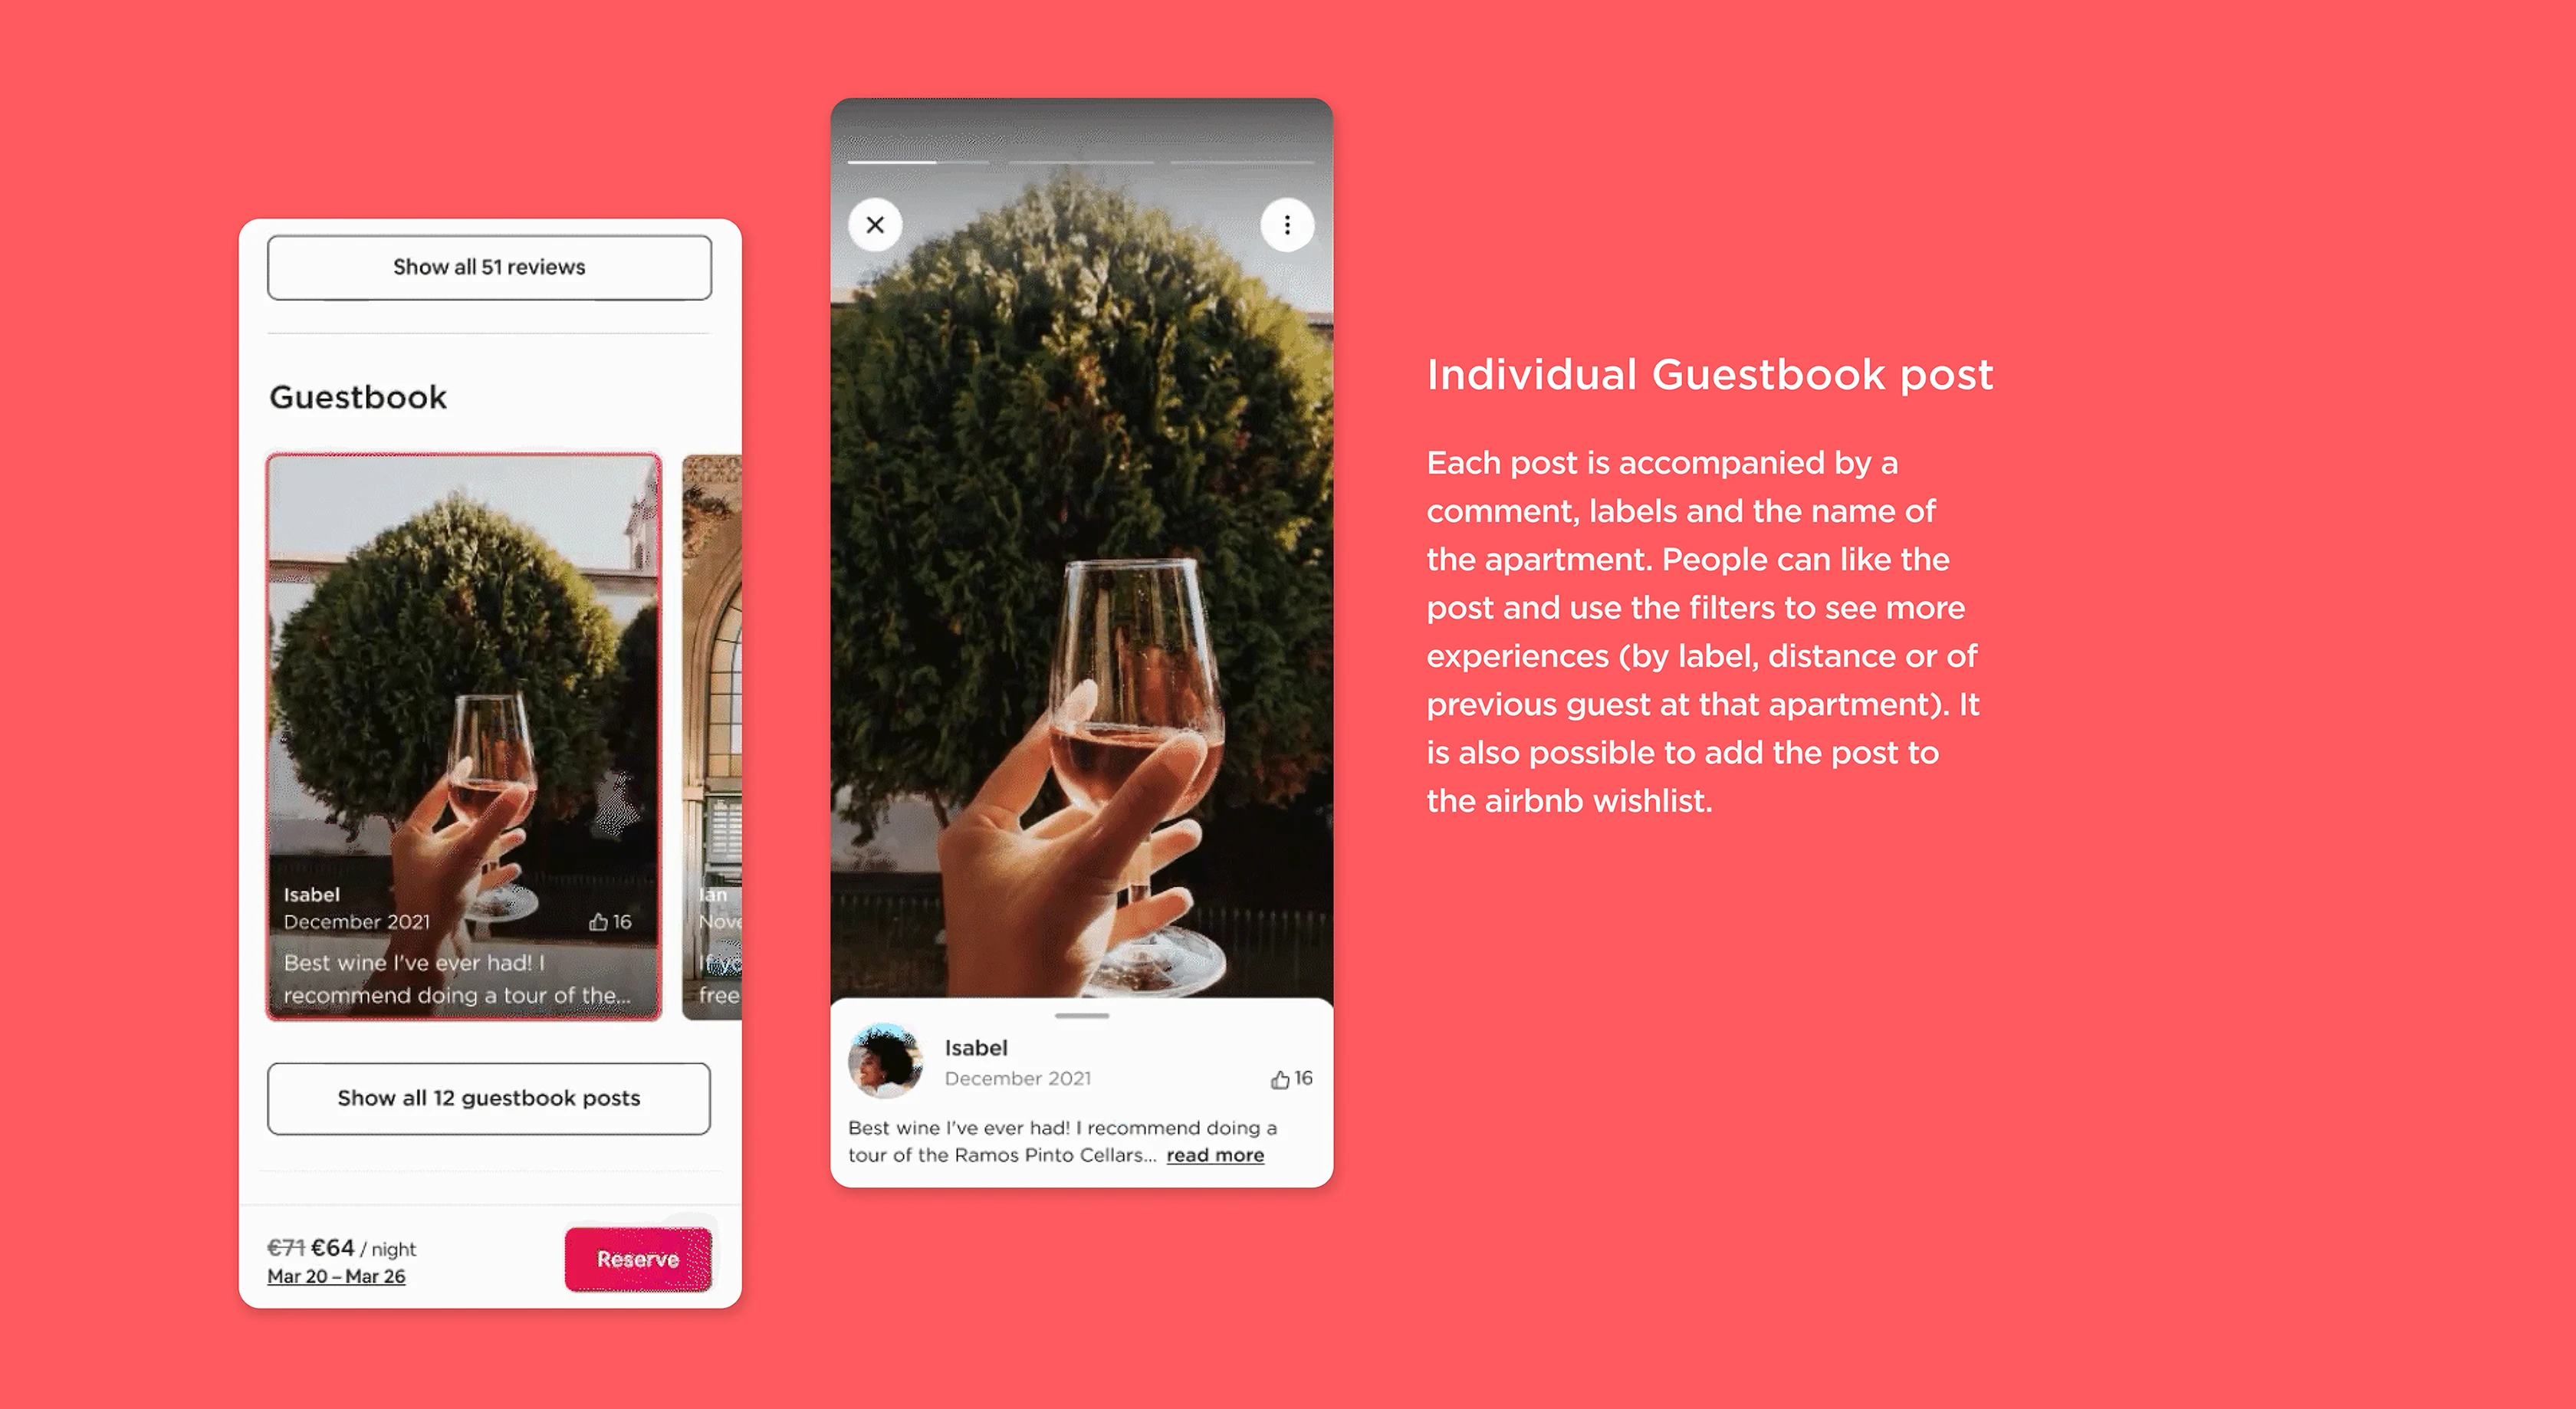 Show all 51 reviews
Guestbook
Isabel
December 2021
16
Best wine I've ever had! I
recommend doing a tour of the...
Ian
Nove
If yo
free
Show all 12 guestbook posts
€71 €64 / night
Mar 20 – Mar 26
Reserve
Isabel
December 2021
16
Best wine I've ever had! I recommend doing a
tour of the Ramos Pinto Cellars... read more
Individual Guestbook post
Each post is accompanied by a
comment, labels and the name of
the apartment. People can like the
post and use the filters to see more
experiences (by label, distance or of
previous guest at that apartment). It
is also possible to add the post to
the airbnb wishlist.